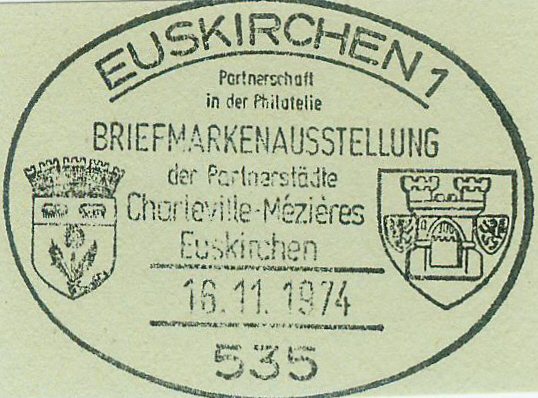 EUSKIRCHEN 1
Partnerschaft
in der Philatelie
BRIEFMARKENAUSSTELLUNG
der Partnerstädte
Charleville-Mézières
Euskirchen
16.11.1974
535